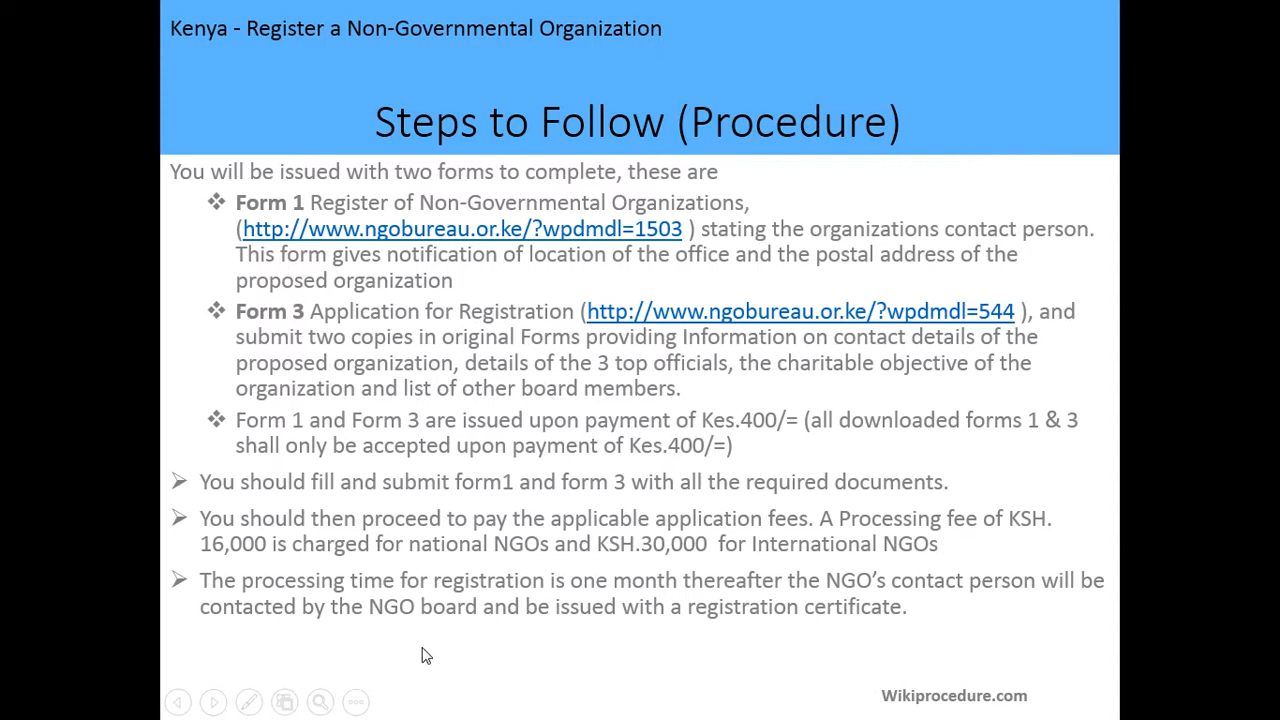 Kenya - Register a Non-Governmental Organization
Steps to Follow (Procedure)
You will be issued with two forms to complete, these are
❖ Form 1 Register of Non-Governmental Organizations,
(http://www.ngobureau.or.ke/?wpdmdl=1503 ) stating the organizations contact person.
This form gives notification of location of the office and the postal address of the
proposed organization
❖ Form 3 Application for Registration (http://www.ngobureau.or.ke/?wpdmdl=544 ), and
submit two copies in original Forms providing Information on contact details of the
proposed organization, details of the 3 top officials, the charitable objective of the
organization and list of other board members.
❖ Form 1 and Form 3 are issued upon payment of Kes.400/= (all downloaded forms 1 & 3
shall only be accepted upon payment of Kes.400/=)
➢ You should fill and submit form1 and form 3 with all the required documents.
➢ You should then proceed to pay the applicable application fees. A Processing fee of KSH.
16,000 is charged for national NGOs and KSH.30,000  for International NGOs
➢ The processing time for registration is one month thereafter the NGO’s contact person will be
contacted by the NGO board and be issued with a registration certificate.
Wikiprocedure.com